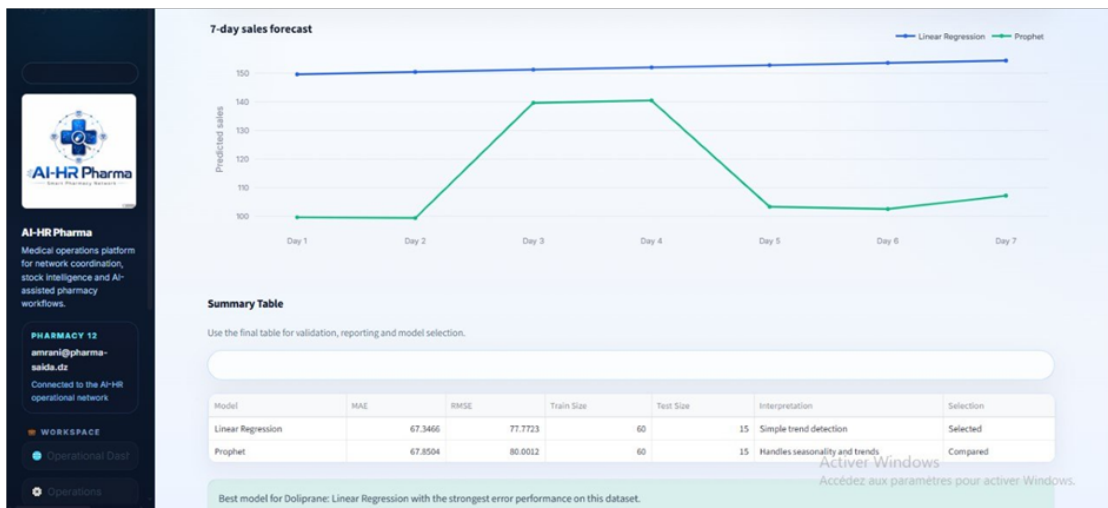 7-day sales forecast
Linear Regression
Prophet
Predicted sales
150
140
130
120
110
100
Day 1
Day 2
Day 3
Day 4
Day 5
Day 6
Day 7
AI-HR Pharma
Smart Pharmacy Network
AI-HR Pharma
Medical operations platform
for network coordination,
stock intelligence and AI-
assisted pharmacy
workflows.
PHARMACY 12
amrani@pharma-
saida.dz
Connected to the AI-HR
operational network
WORKSPACE
Operational Dast
Operations
Summary Table
Use the final table for validation, reporting and model selection.
Model MAE RMSE Train Size Test Size Interpretation Selection
Linear Regression 67.3466 77.7723 60 15 Simple trend detection Selected
Prophet 67.8504 80.0012 60 15 Handles seasonality and trends Compared
Best model for Doliprane: Linear Regression with the strongest error performance on this dataset.
Activer Windows
Accédez aux paramètres pour activer Windows.